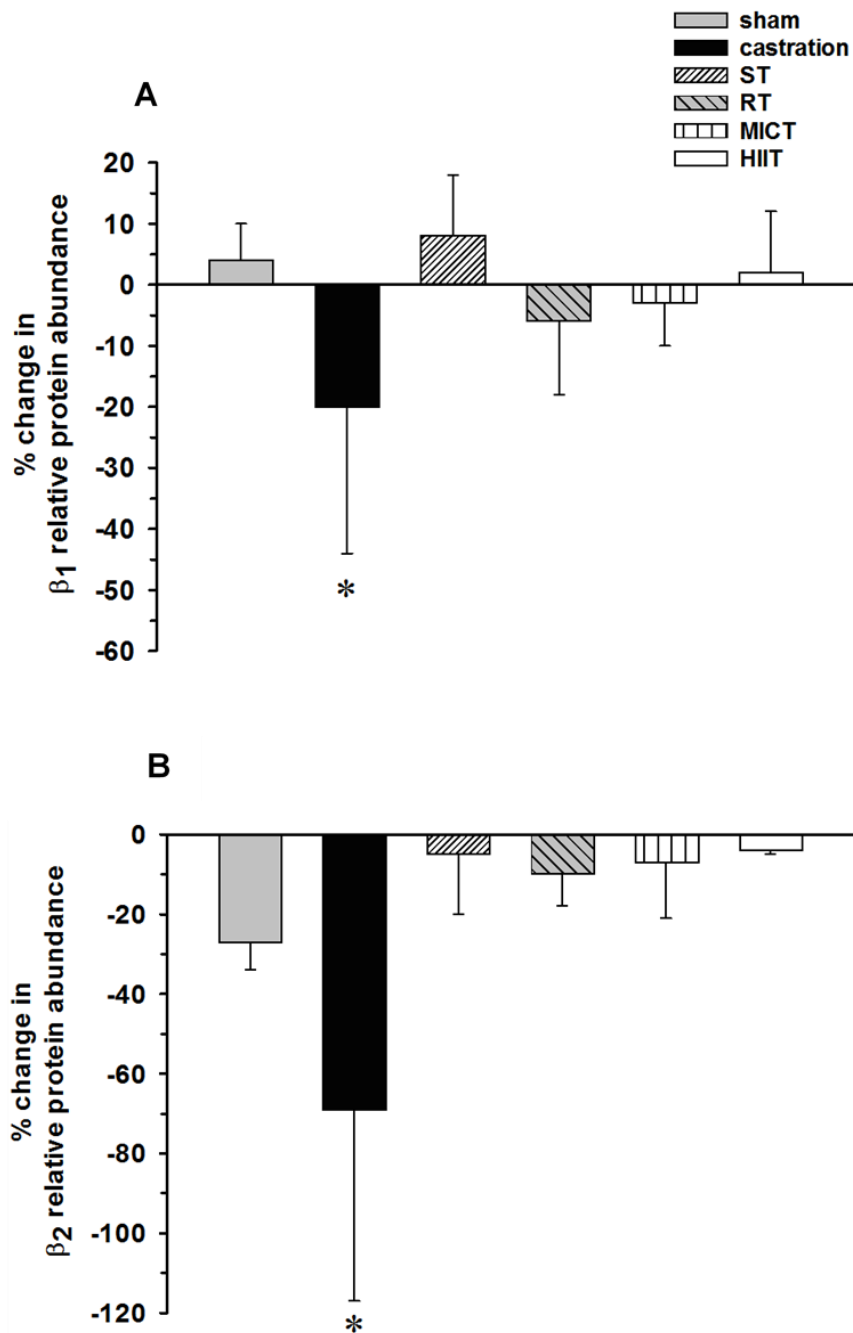 sham
castration
ST
RT
MICT
HIIT
A
20
10
0
-10
-20
-30
-40
-50
-60
% change in
β1 relative protein abundance
*
B
0
-20
-40
-60
-80
-100
-120
% change in
β2 relative protein abundance
*